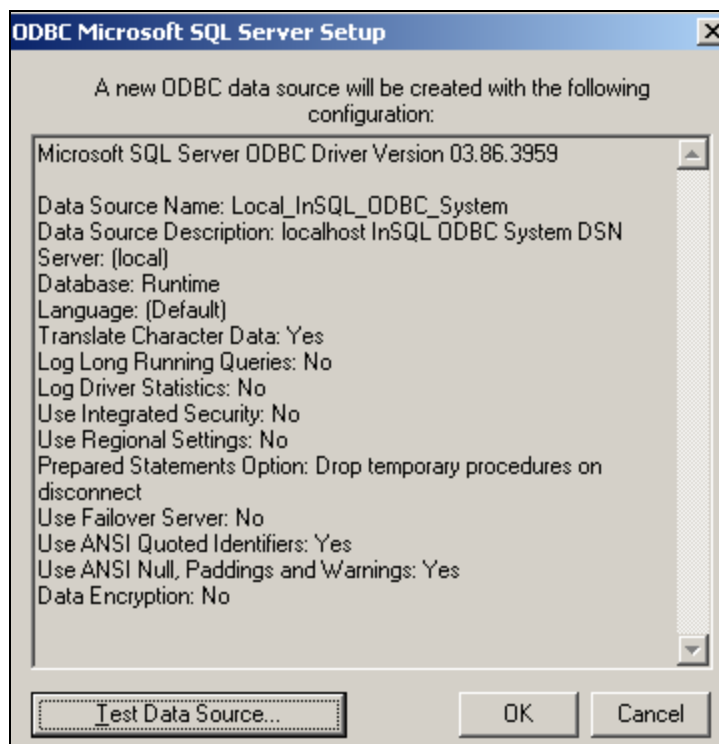 ODBC Microsoft SQL Server Setup
A new ODBC data source will be created with the following
configuration:
Microsoft SQL Server ODBC Driver Version 03.86.3959
Data Source Name: Local_InSQL_ODBC_System
Data Source Description: localhost InSQL ODBC System DSN
Server: (local)
Database: Runtime
Language: (Default)
Translate Character Data: Yes
Log Long Running Queries: No
Log Driver Statistics: No
Use Integrated Security: No
Use Regional Settings: No
Prepared Statements Option: Drop temporary procedures on
disconnect
Use Failover Server: No
Use ANSI Quoted Identifiers: Yes
Use ANSI Null, Paddings and Warnings: Yes
Data Encryption: No
Test Data Source... OK Cancel